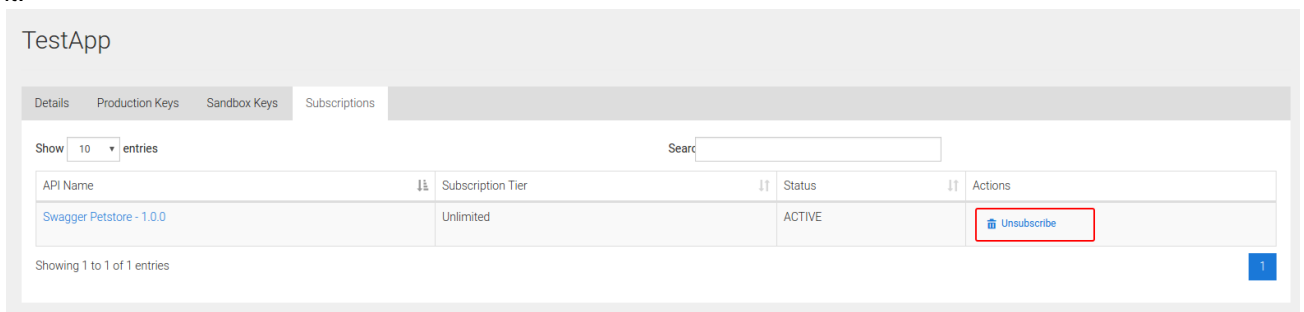 TestApp
Details Production Keys Sandbox Keys Subscriptions
Show 10 entries Searc
API Name Subscription Tier Status Actions
Swagger Petstore - 1.0.0 Unlimited ACTIVE Unsubscribe
Showing 1 to 1 of 1 entries 1